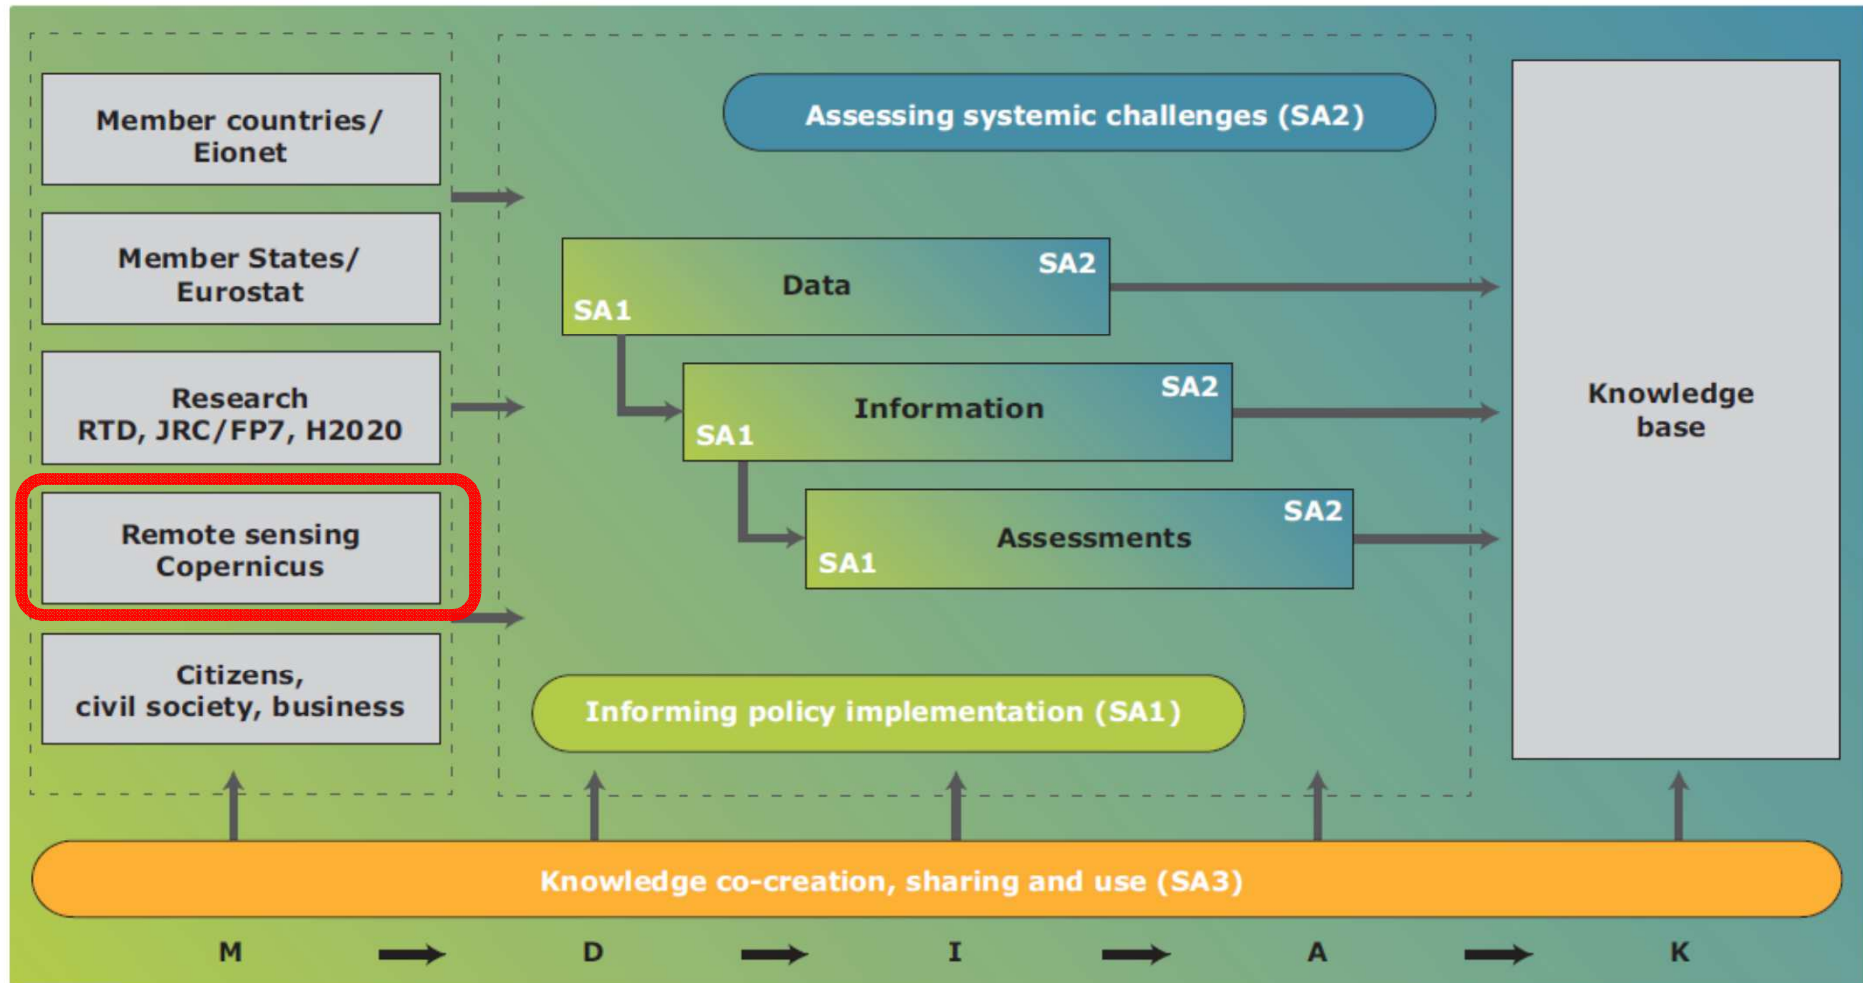 Member countries/
Eionet
Member States/
Eurostat
Research
RTD, JRC/FP7, H2020
Remote sensing
Copernicus
Citizens,
civil society, business
Assessing systemic challenges (SA2)
SA2
Data
SA1
SA2
Information
SA1
SA2
Assessments
SA1
Informing policy implementation (SA1)
Knowledge
base
Knowledge co-creation, sharing and use (SA3)
M D I A K